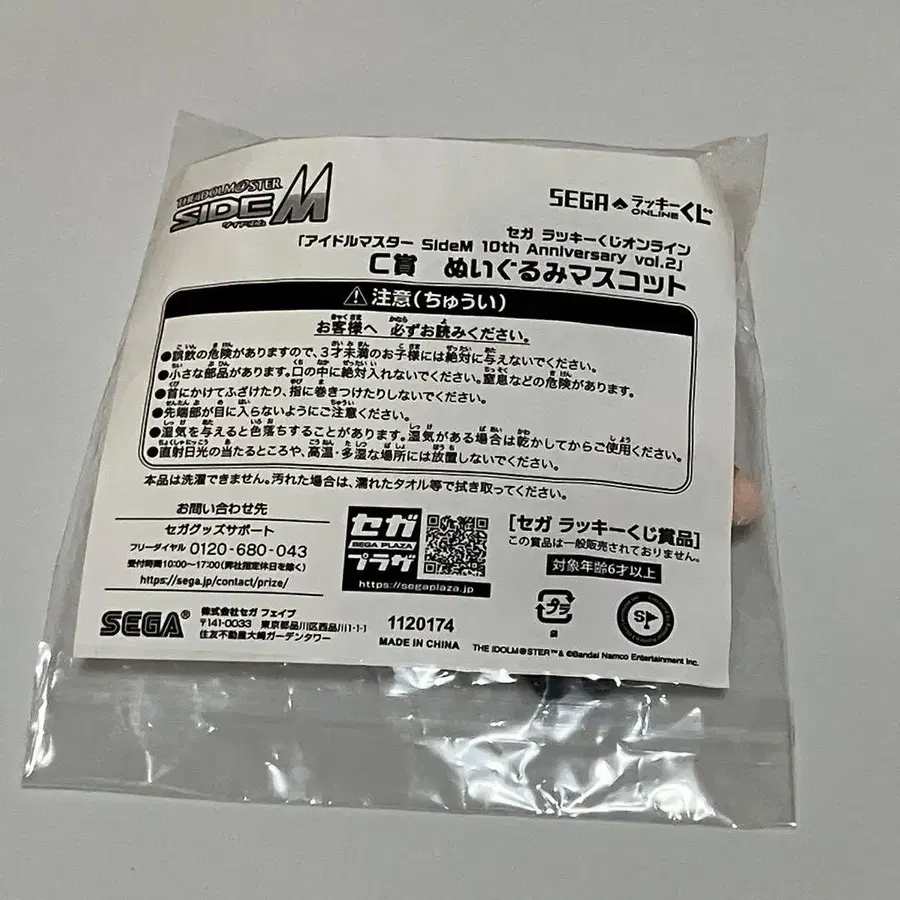 THE IDOLM@STER
SIDEM
サイドエム
SEGA ラッキーくじ
ONLINE
セガ ラッキーくじオンライン
「アイドルマスター SideM 10th Anniversary vol.2」
C賞 ぬいぐるみマスコット
注意(ちゅうい)
お客様へ 必ずお読みください。
●誤飲の危険がありますので、3才未満のお子様には絶対に与えないでください。
●小さな部品があります。口の中に絶対入れないでください。窒息などの危険があります。
●首にかけてふざけたり、指に巻きつけたりしないでください。
●先端部が目に入らないようにご注意ください。
●湿気を与えると色落ちすることがあります。湿気がある場合は乾かしてからご使用ください。
●直射日光の当たるところや、高温・多湿な場所には放置しないでください。
本品は洗濯できません。汚れた場合は、濡れたタオル等で拭き取ってください。
お問い合わせ先
セガグッズサポート
フリーダイヤル 0120-680-043
受付時間10:00～17:00(弊社指定休日を除く)
https://sega.jp/contact/prize/
セガ
SEGA PLAZA
プラザ
https://segaplaza.jp/
[セガ ラッキーくじ賞品]
この賞品は一般販売されておりません。
対象年齢6才以上
SEGA®
株式会社セガ フェイブ
〒141-0033 東京都品川区西品川1-1-1
住友不動産大崎ガーデンタワー
1120174
MADE IN CHINA
プラ
袋
S
THE IDOLM@STER™& ©Bandai Namco Entertainment Inc.